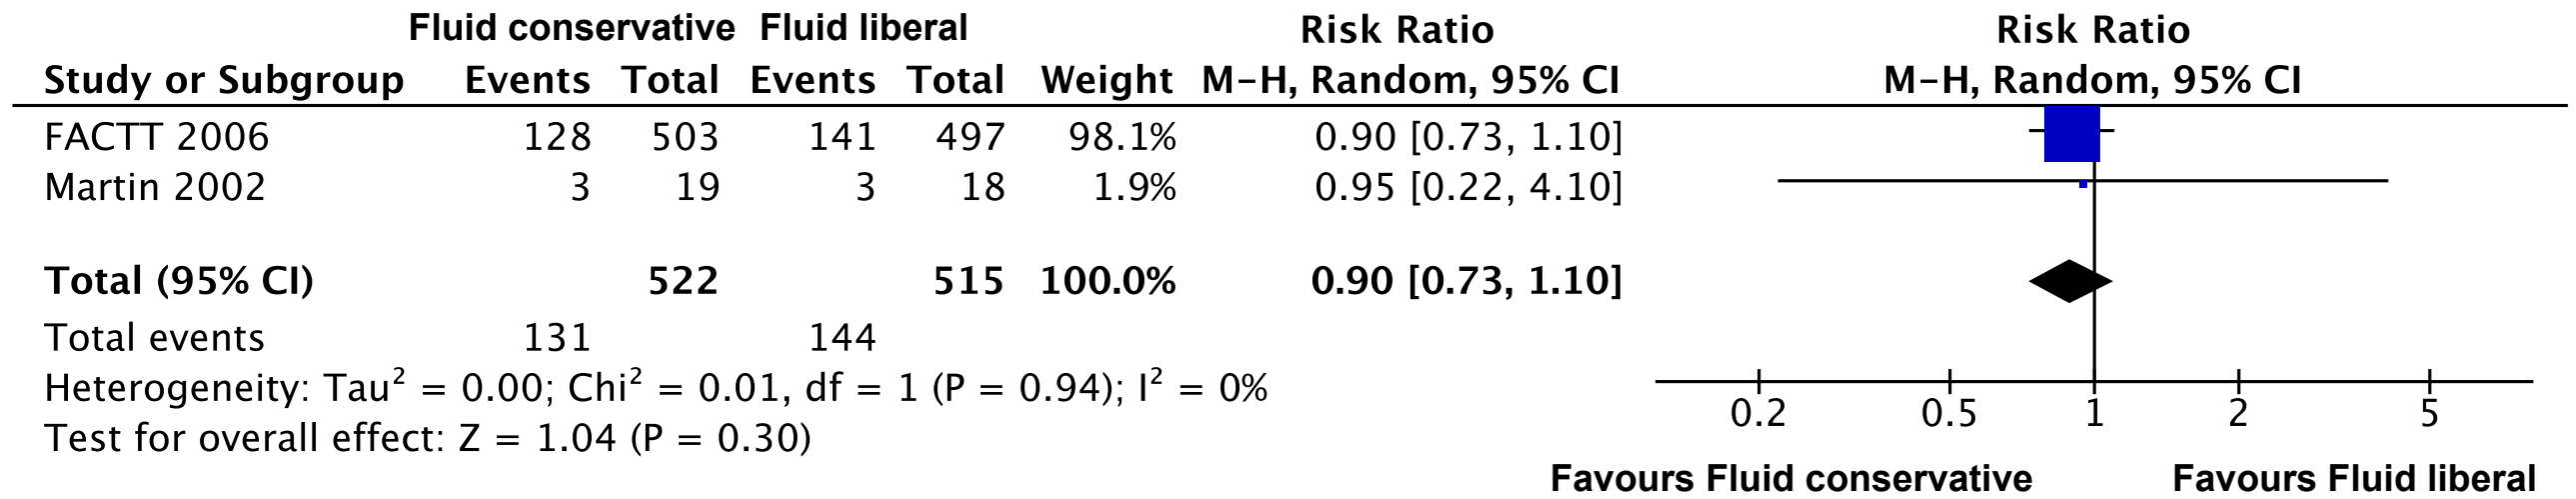 Fluid conservative Fluid liberal Risk Ratio Risk Ratio
Study or Subgroup Events Total Events Total Weight M-H, Random, 95% CI M-H, Random, 95% CI
FACTT 2006 128 503 141 497 98.1% 0.90 [0.73, 1.10]
Martin 2002 3 19 3 18 1.9% 0.95 [0.22, 4.10]
Total (95% CI) 522 515 100.0% 0.90 [0.73, 1.10]
Total events 131 144
Heterogeneity: Tau² = 0.00; Chi² = 0.01, df = 1 (P = 0.94); I² = 0%
Test for overall effect: Z = 1.04 (P = 0.30)
0.2 0.5 1 2 5
Favours Fluid conservative Favours Fluid liberal